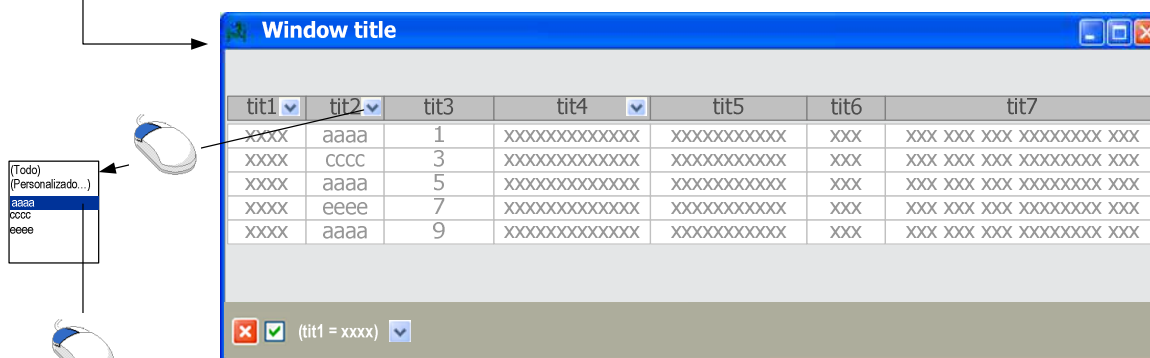 Window title
tit1 tit2 tit3 tit4 tit5 tit6 tit7
xxxx aaaa 1 xxxxxxxxxxxxx xxxxxxxxxxx xxx xxx xxx xxx xxxxxxxx xxx
xxxx cccc 3 xxxxxxxxxxxxx xxxxxxxxxxx xxx xxx xxx xxx xxxxxxxx xxx
xxxx aaaa 5 xxxxxxxxxxxxx xxxxxxxxxxx xxx xxx xxx xxx xxxxxxxx xxx
xxxx eeee 7 xxxxxxxxxxxxx xxxxxxxxxxx xxx xxx xxx xxx xxxxxxxx xxx
xxxx aaaa 9 xxxxxxxxxxxxx xxxxxxxxxxx xxx xxx xxx xxx xxxxxxxx xxx
(Todo)
(Personalizado...)
aaaa
cccc
eeee
(tit1 = xxxx)